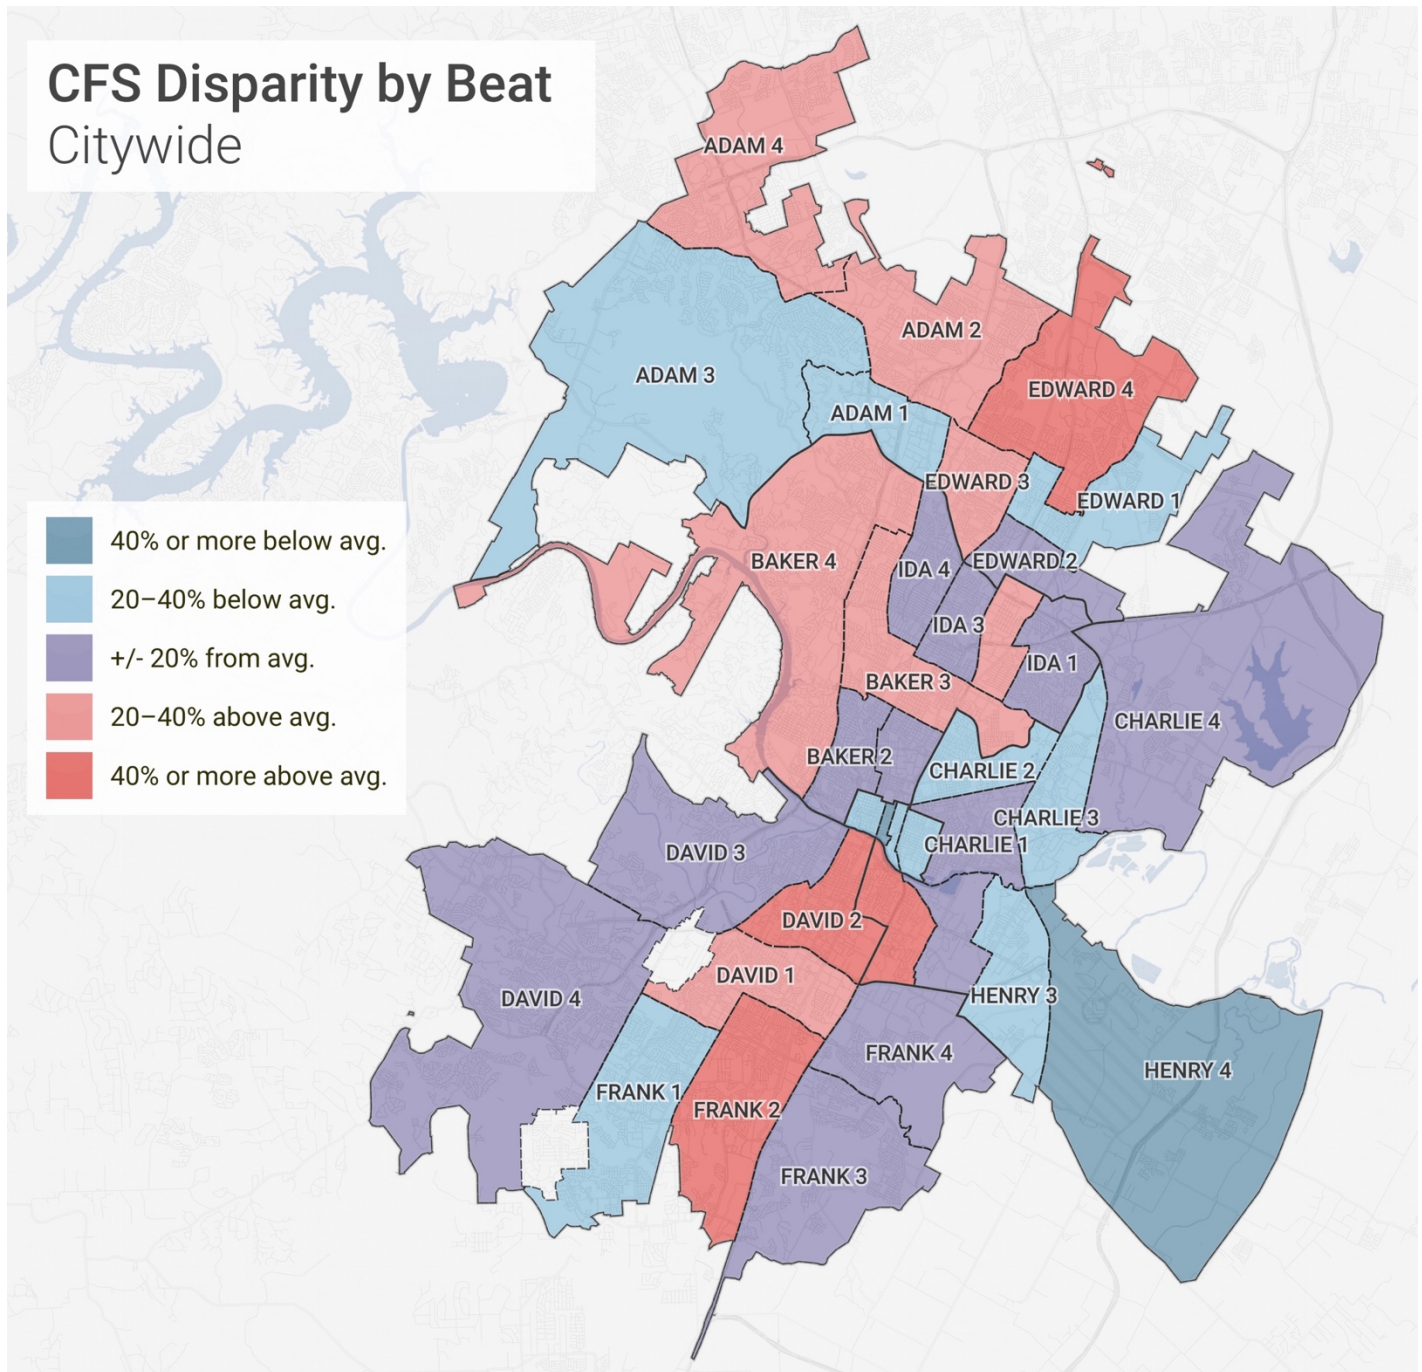 CFS Disparity by Beat
Citywide
40% or more below avg.
20–40% below avg.
+/- 20% from avg.
20–40% above avg.
40% or more above avg.
ADAM 4
ADAM 2
ADAM 3
EDWARD 4
ADAM 1
EDWARD 3
EDWARD 1
BAKER 4
IDA 4
EDWARD 2
IDA 3
IDA 1
BAKER 3
CHARLIE 4
BAKER 2
CHARLIE 2
CHARLIE 3
CHARLIE 1
DAVID 3
DAVID 2
DAVID 1
DAVID 4
HENRY 3
FRANK 4
HENRY 4
FRANK 1
FRANK 2
FRANK 3